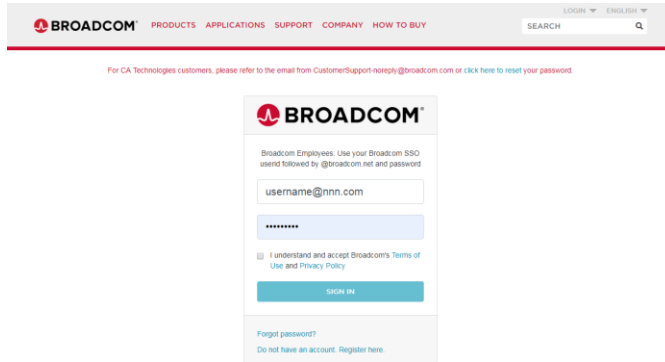 LOGIN ENGLISH
BROADCOM PRODUCTS APPLICATIONS SUPPORT COMPANY HOW TO BUY SEARCH
For CA Technologies customers, please refer to the email from CustomerSupport-noreply@broadcom.com or click here to reset your password.
BROADCOM
Broadcom Employees: Use your Broadcom SSO
userid followed by @broadcom.net and password
username@nnn.com
•••••••••
I understand and accept Broadcom's Terms of
Use and Privacy Policy
SIGN IN
Forgot password?
Do not have an account. Register here